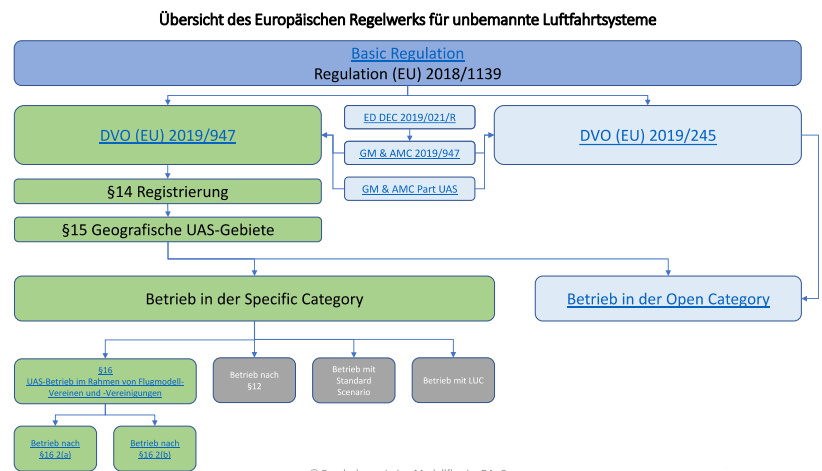 Übersicht des Europäischen Regelwerks für unbemannte Luftfahrtsysteme
Basic Regulation
Regulation (EU) 2018/1139
DVO (EU) 2019/947
ED DEC 2019/021/R
GM & AMC 2019/947
GM & AMC Part UAS
DVO (EU) 2019/245
§14 Registrierung
§15 Geografische UAS-Gebiete
Betrieb in der Specific Category
Betrieb in der Open Category
§16
UAS-Betrieb im Rahmen von Flugmodell-
Vereinen und -Vereinigungen
Betrieb nach
§12
Betrieb mit
Standard
Scenario
Betrieb mit LUC
Betrieb nach
§16 2(a)
Betrieb nach
§16 2(b)